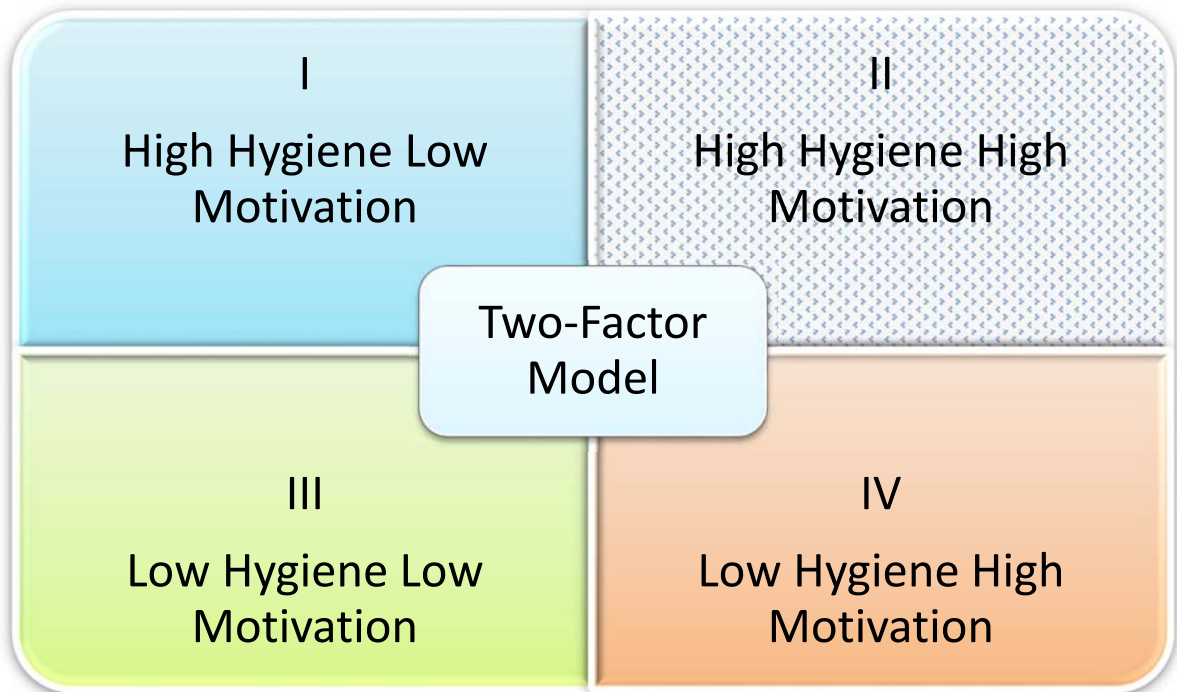 I
High Hygiene Low
Motivation
II
High Hygiene High
Motivation
Two-Factor
Model
III
Low Hygiene Low
Motivation
IV
Low Hygiene High
Motivation